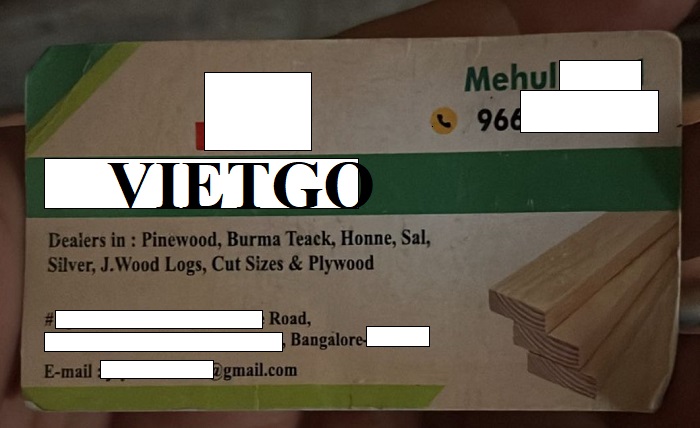 Mehul
966
VIETGO
Dealers in : Pinewood, Burma Teack, Honne, Sal,
Silver, J.Wood Logs, Cut Sizes & Plywood
# Road,
, Bangalore-
E-mail : @gmail.com